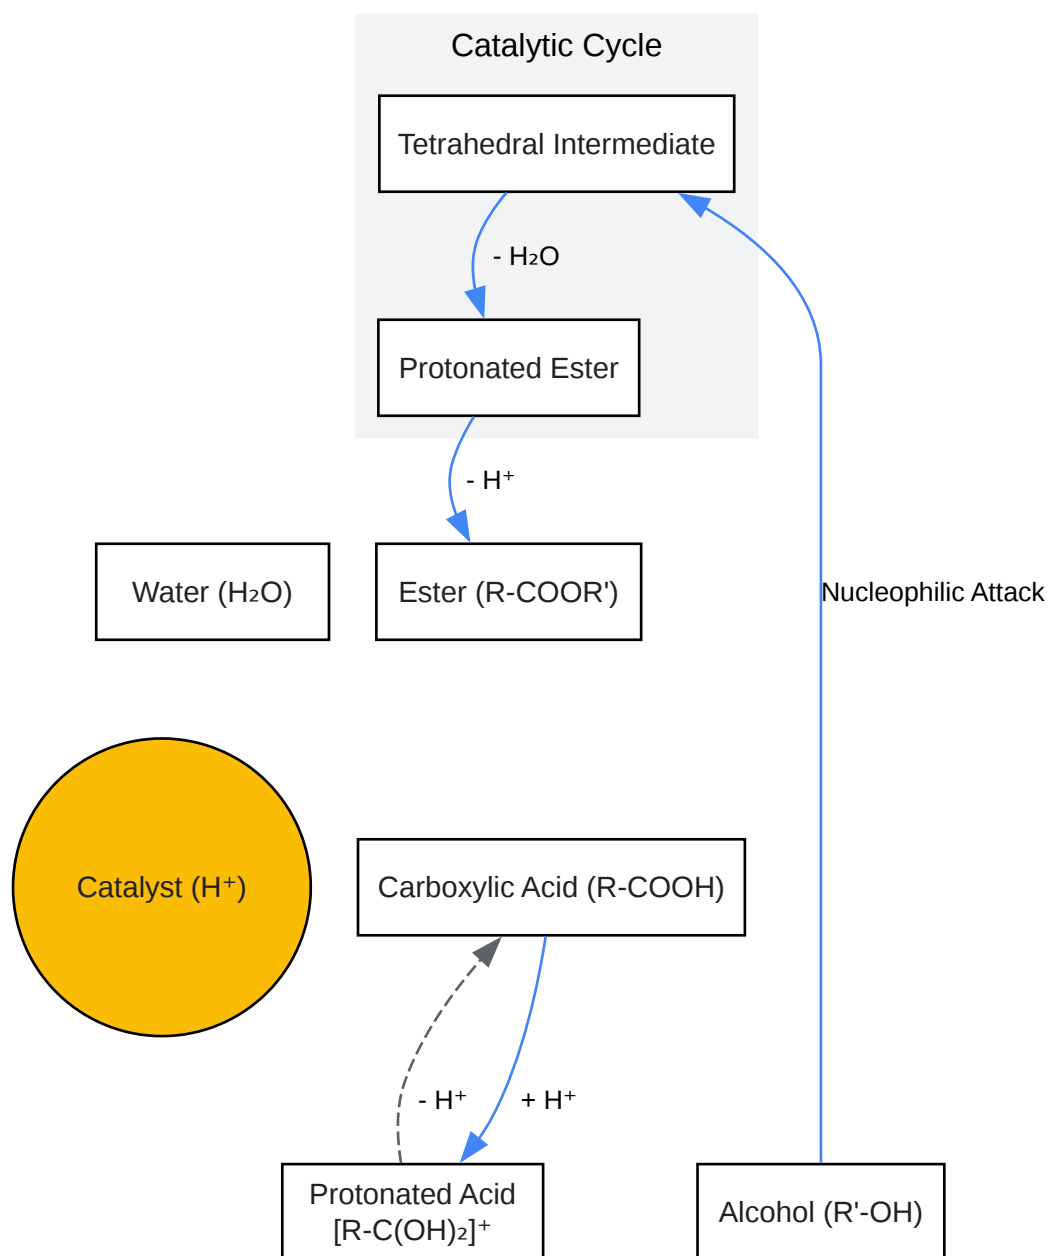 Catalytic Cycle
Tetrahedral Intermediate
- H₂O
Protonated Ester
- H⁺
Water (H₂O)
Ester (R-COOR')
Nucleophilic Attack
Catalyst (H⁺)
Carboxylic Acid (R-COOH)
- H⁺
+ H⁺
Protonated Acid
[R-C(OH)₂]⁺
Alcohol (R'-OH)